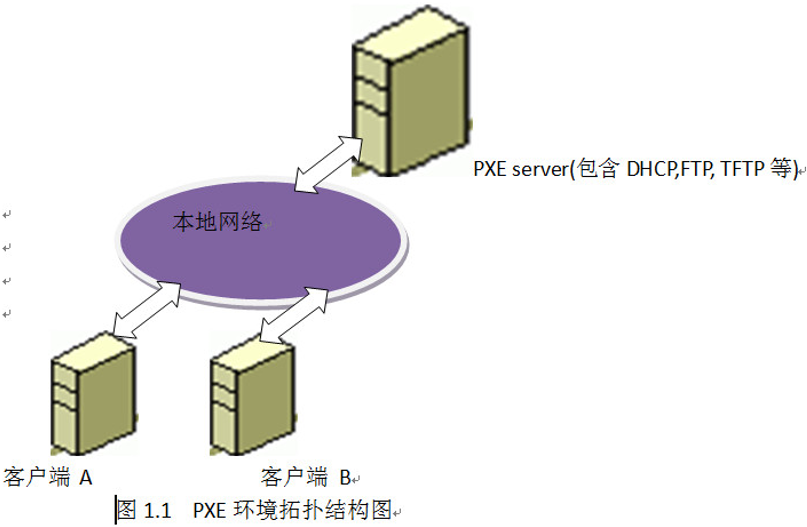 PXE server(包含 DHCP,FTP, TFTP 等)
本地网络
客户端 A
客户端 B
图 1.1 PXE 环境拓扑结构图